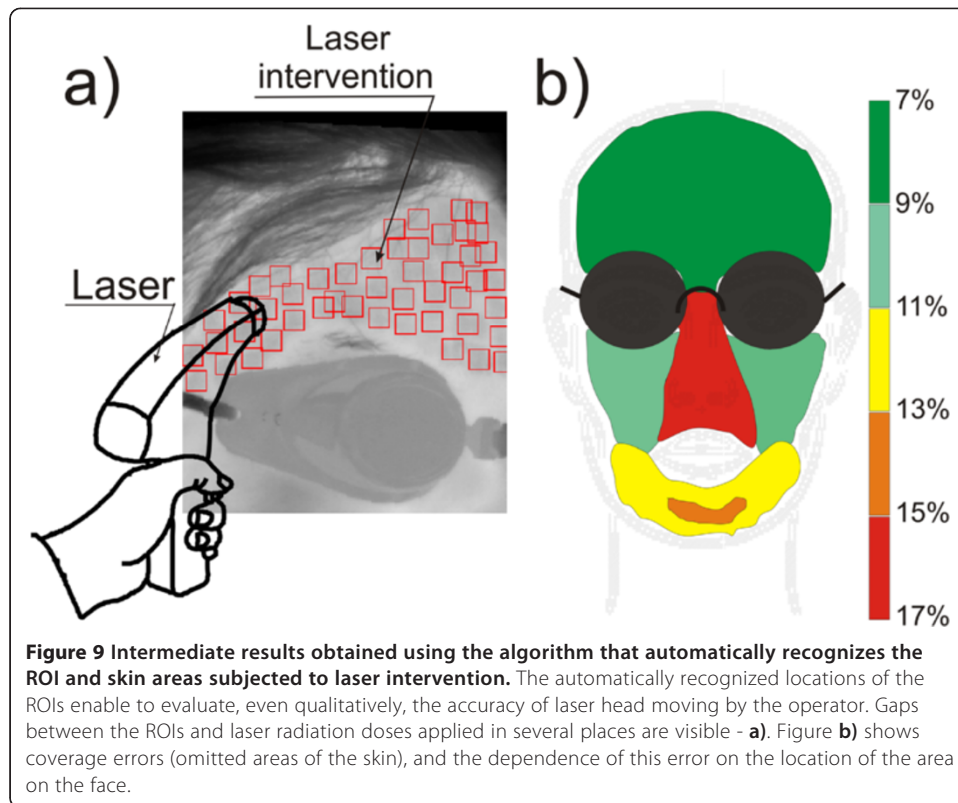 a)
Laser
intervention
Laser
b)
7%
9%
11%
13%
15%
17%
Figure 9 Intermediate results obtained using the algorithm that automatically recognizes the
ROI and skin areas subjected to laser intervention. The automatically recognized locations of the
ROIs enable to evaluate, even qualitatively, the accuracy of laser head moving by the operator. Gaps
between the ROIs and laser radiation doses applied in several places are visible - a). Figure b) shows
coverage errors (omitted areas of the skin), and the dependence of this error on the location of the area
on the face.